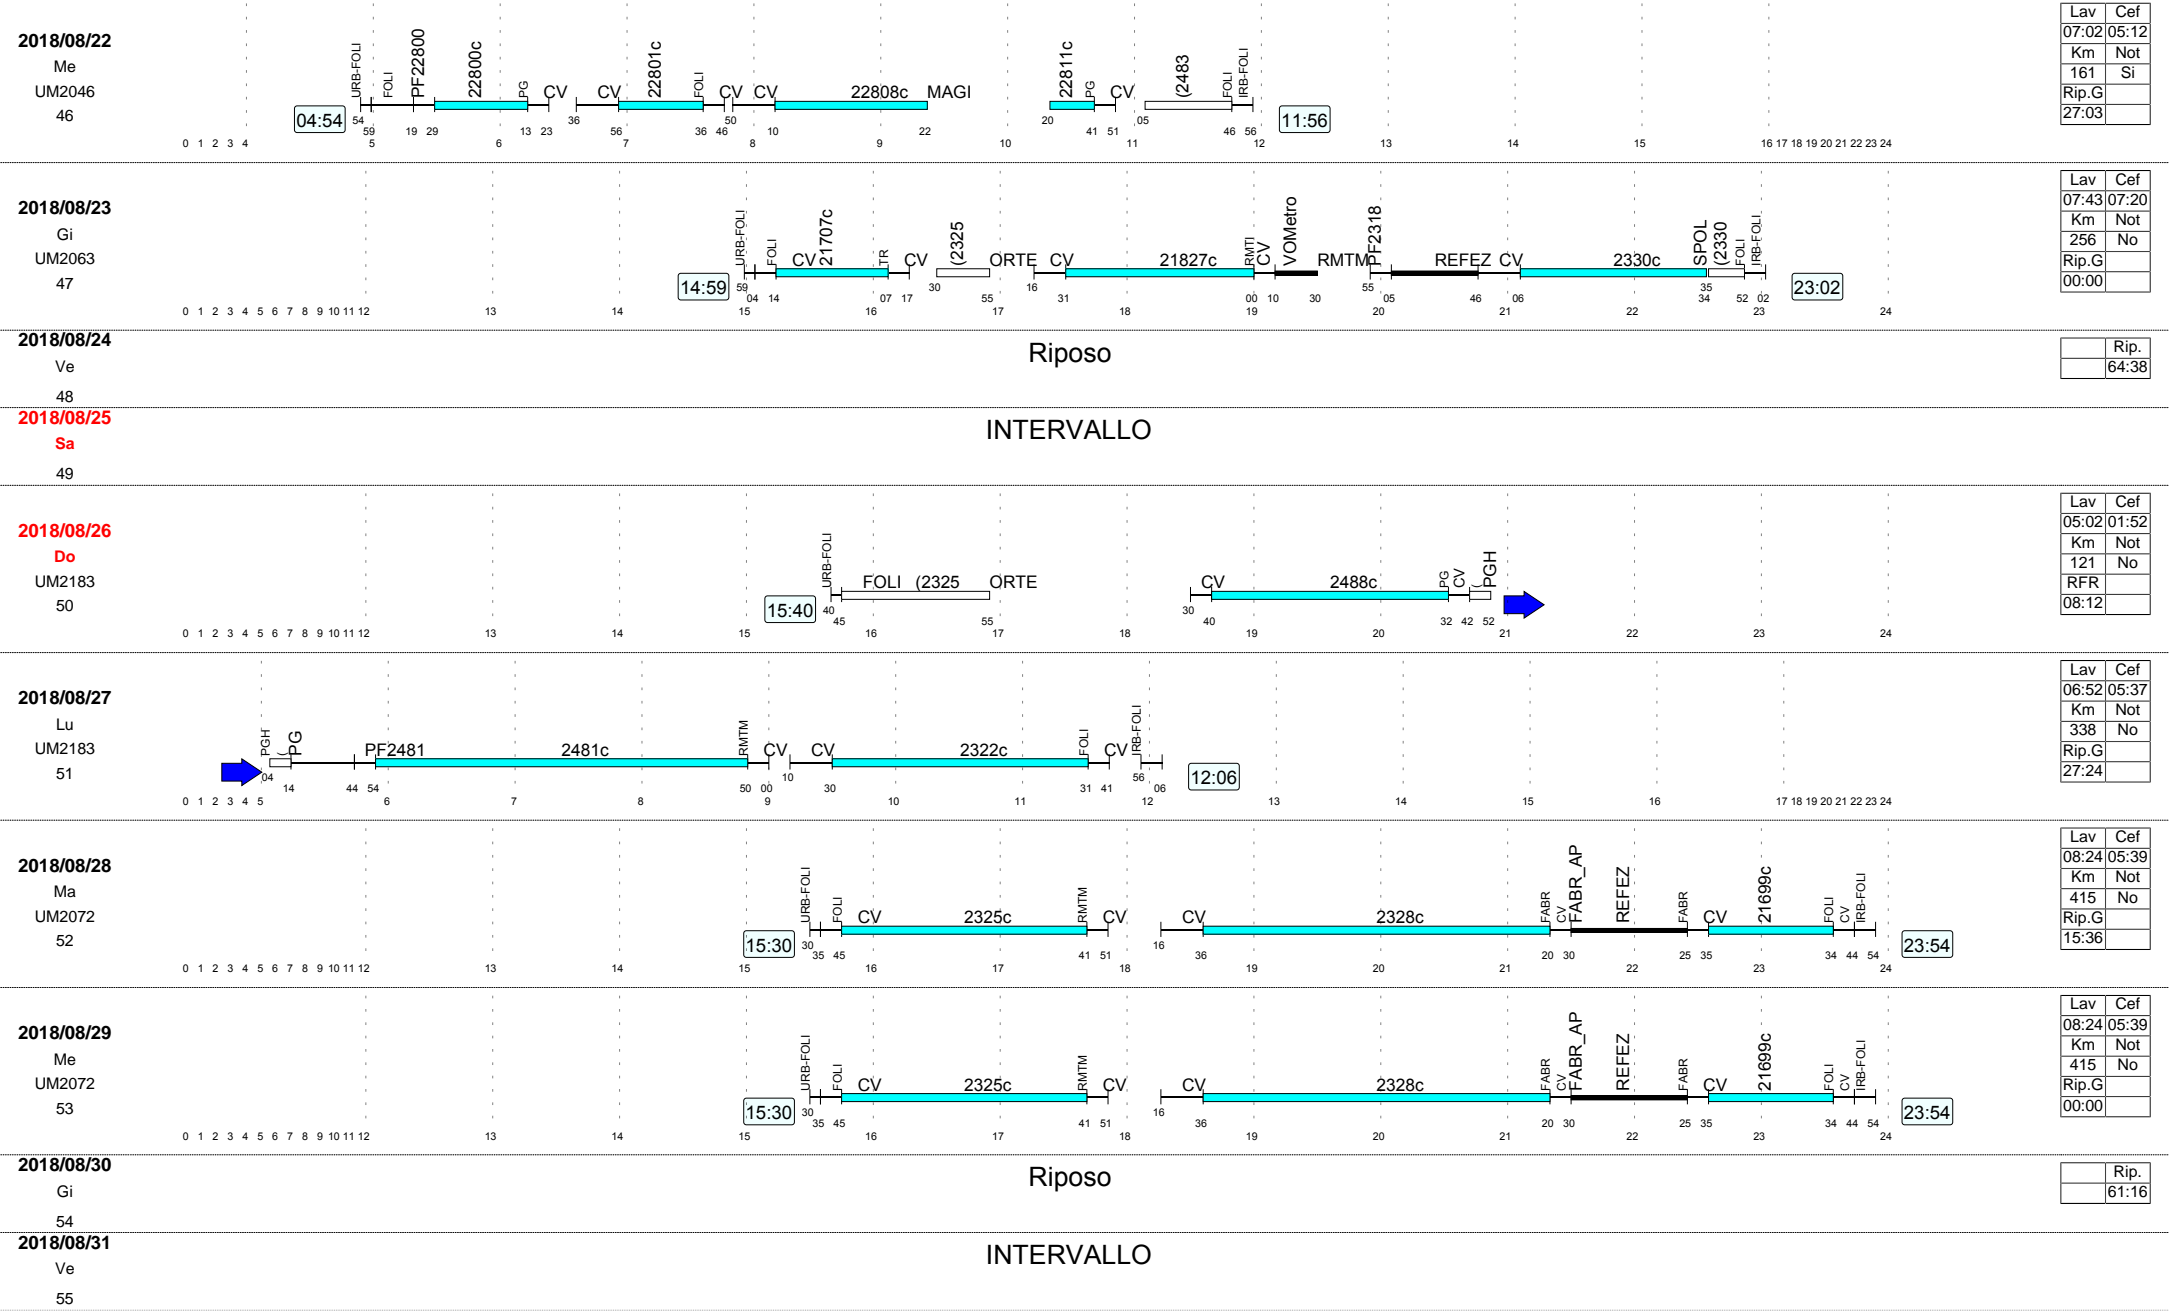 2018/08/22
Me
UM2046
46
04:54
URB-FOLI FOLI PF22800 22800c PG CV CV 22801c FOLI CV CV 22808c MAGI 22811c PG CV (2483 FOLI IRB-FOLI
54 59 19 29 13 23 36 56 36 46 50 10 22 20 41 51 05 46 56
11:56
0 1 2 3 4 5 6 7 8 9 10 11 12 13 14 15 16 17 18 19 20 21 22 23 24
Lav Cef
07:02 05:12
Km Not
161 Si
Rip.G
27:03
2018/08/23
Gi
UM2063
47
14:59
URB-FOLI FOLI CV 21707c TR CV (2325 ORTE CV 21827c RMTI CV VOMetro RMTM PF2318 REFEZ CV 2330c SPOL (2330 FOLI IRB-FOLI
59 04 14 07 17 30 55 16 31 00 10 30 55 05 46 06 35 34 52 02
23:02
0 1 2 3 4 5 6 7 8 9 10 11 12 13 14 15 16 17 18 19 20 21 22 23 24
Lav Cef
07:43 07:20
Km Not
256 No
Rip.G
00:00
2018/08/24
Ve
48
Riposo
Rip.
64:38
2018/08/25
Sa
49
INTERVALLO
2018/08/26
Do
UM2183
50
15:40
URB-FOLI FOLI (2325 ORTE CV 2488c PG CV ( PGH
40 45 55 30 40 32 42 52
0 1 2 3 4 5 6 7 8 9 10 11 12 13 14 15 16 17 18 19 20 21 22 23 24
Lav Cef
05:02 01:52
Km Not
121 No
RFR
08:12
2018/08/27
Lu
UM2183
51
PGH ( PG PF2481 2481c RMTM CV CV 2322c FOLI CV IRB-FOLI
04 14 44 54 50 00 10 30 31 41 56 06
12:06
0 1 2 3 4 5 6 7 8 9 10 11 12 13 14 15 16 17 18 19 20 21 22 23 24
Lav Cef
06:52 05:37
Km Not
338 No
Rip.G
27:24
2018/08/28
Ma
UM2072
52
15:30
URB-FOLI FOLI CV 2325c RMTM CV CV 2328c FABR CV FABR_AP REFEZ FABR CV 21699c FOLI CV IRB-FOLI
30 35 45 41 51 16 36 20 30 25 35 34 44 54
23:54
0 1 2 3 4 5 6 7 8 9 10 11 12 13 14 15 16 17 18 19 20 21 22 23 24
Lav Cef
08:24 05:39
Km Not
415 No
Rip.G
15:36
2018/08/29
Me
UM2072
53
15:30
URB-FOLI FOLI CV 2325c RMTM CV CV 2328c FABR CV FABR_AP REFEZ FABR CV 21699c FOLI CV IRB-FOLI
30 35 45 41 51 16 36 20 30 25 35 34 44 54
23:54
0 1 2 3 4 5 6 7 8 9 10 11 12 13 14 15 16 17 18 19 20 21 22 23 24
Lav Cef
08:24 05:39
Km Not
415 No
Rip.G
00:00
2018/08/30
Gi
54
Riposo
Rip.
61:16
2018/08/31
Ve
55
INTERVALLO